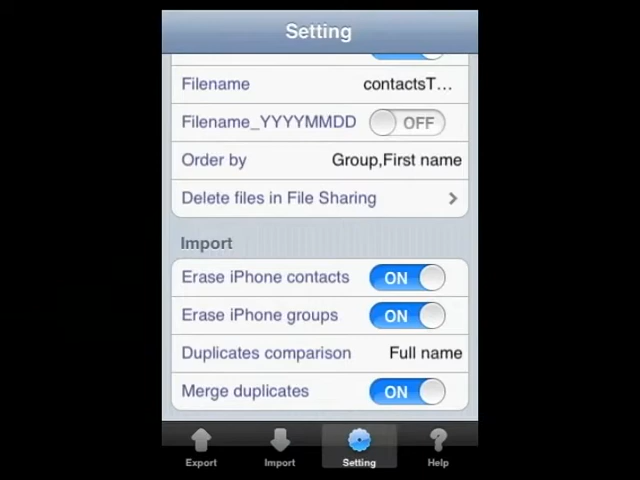 Setting
Filename contactsT...
Filename_YYYYMMDD OFF
Order by Group,First name
Delete files in File Sharing
Import
Erase iPhone contacts ON
Erase iPhone groups ON
Duplicates comparison Full name
Merge duplicates ON
Export Import Setting Help